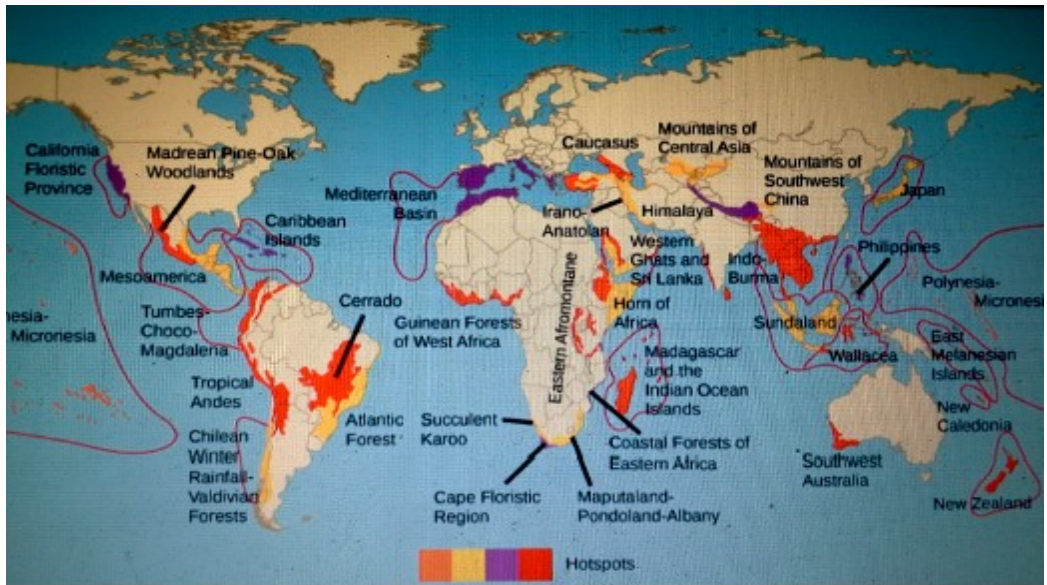 California
Floristic
Province
Madrean Pine-Oak
Woodlands
Caribbean
Islands
Mesoamerica
nesia-
Micronesia
Tumbes-
Choco-
Magdalena
Tropical
Andes
Chilean
Winter
Rainfall-
Valdivian
Forests
Cerrado
Atlantic
Forest
Mediterranean
Basin
Caucasus
Irano-
Anatolian
Mountains of
Central Asia
Himalaya
Mountains of
Southwest
China
Japan
Western
Ghats and
Sri Lanka
Indo-
Burma
Philippines
Polynesia-
Micronesi
Guinean Forests
of West Africa
Eastern Afromontane
Horn of
Africa
Sundaland
Wallacea
East
Melanesian
Islands
Madagascar
and the
Indian Ocean
Islands
New
Caledonia
Succulent
Karoo
Coastal Forests of
Eastern Africa
Southwest
Australia
Cape Floristic
Region
Maputaland-
Pondoland-Albany
New Zealand
Hotspots